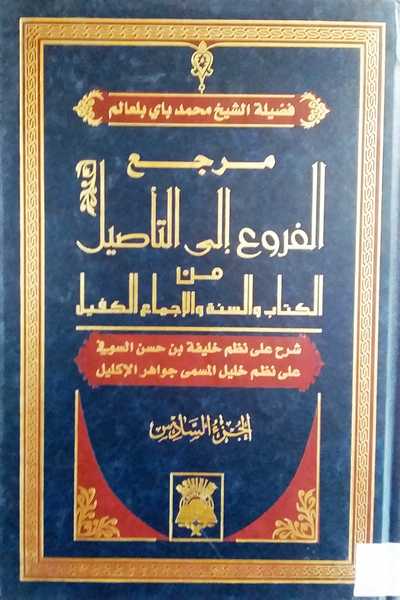 فضيلة الشيخ محمد باي بلعالم
مرجع
الفروع إلى التأصيل
من
الكتاب والسنة والإجماع الكفيل
شرح على نظم خليفة بن حسن السوفي
على نظم خليل المسمى جواهر الإكليل
الجزء السادس